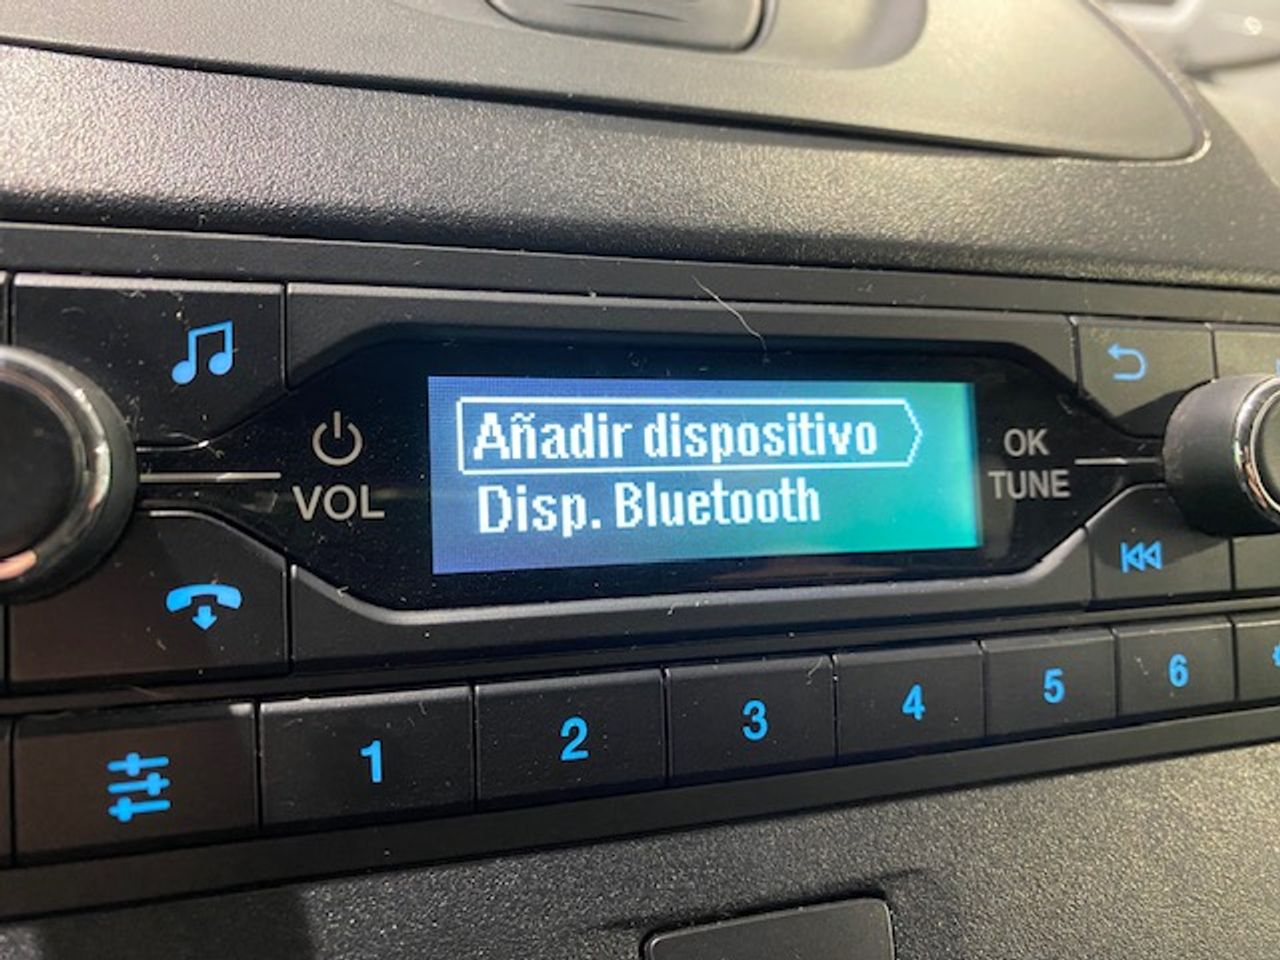 Añadir dispositivo
Disp. Bluetooth
VOL
OK
TUNE
1
2
3
4
5
6